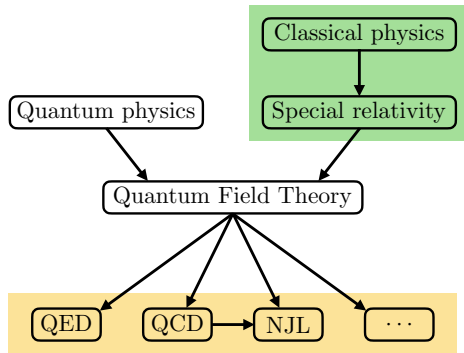 Classical physics
Quantum physics
Special relativity
Quantum Field Theory
QED
QCD
NJL
· · ·